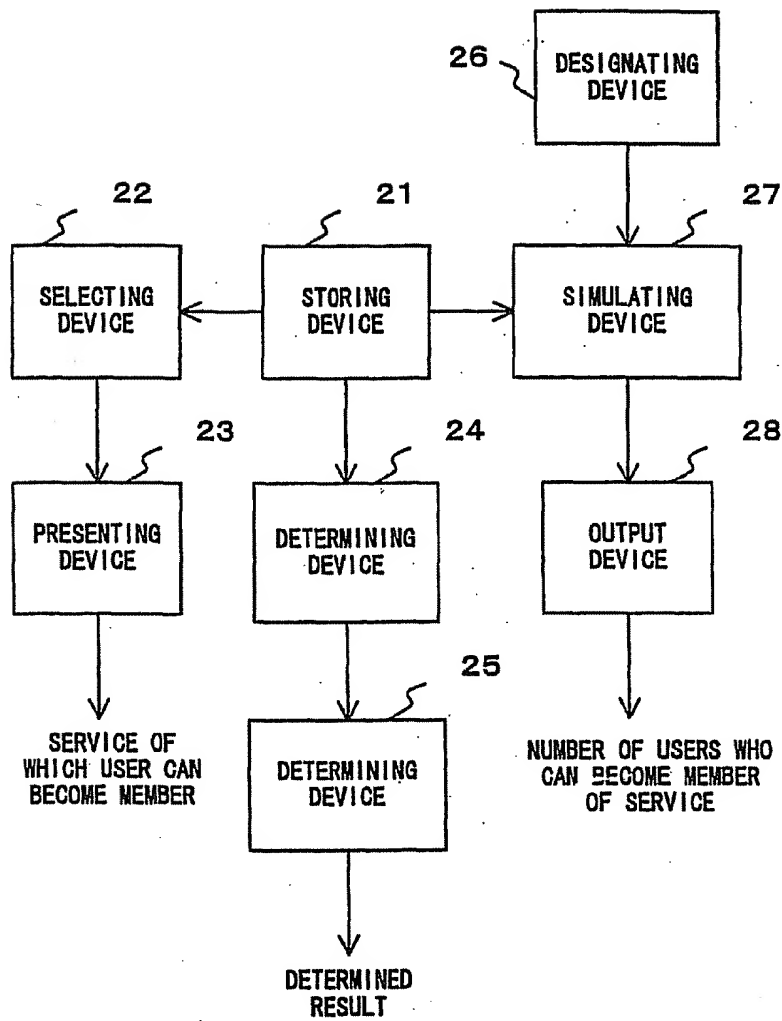 26
DESIGNATING
DEVICE
22
21
27
SELECTING
DEVICE
STORING
DEVICE
SIMULATING
DEVICE
23
24
28
PRESENTING
DEVICE
DETERMINING
DEVICE
OUTPUT
DEVICE
25
SERVICE OF
WHICH USER CAN
BECOME MEMBER
DETERMINING
DEVICE
NUMBER OF USERS WHO
CAN BECOME MEMBER
OF SERVICE
DETERMINED
RESULT